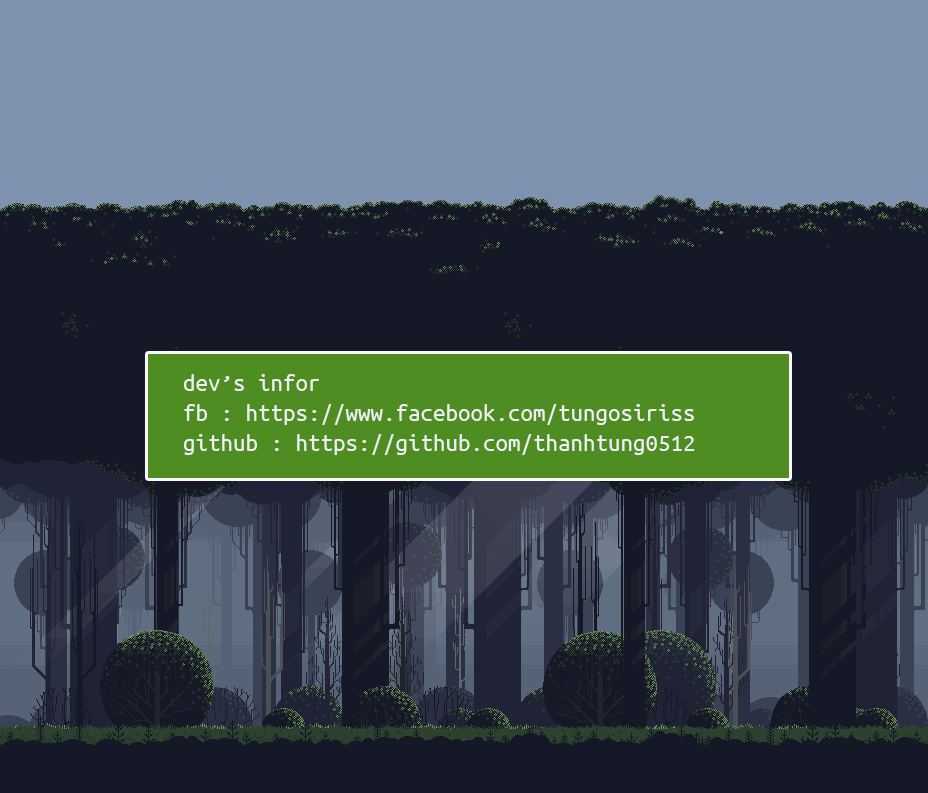 dev’s infor
fb : https://www.facebook.com/tungosiriss
github : https://github.com/thanhtung0512